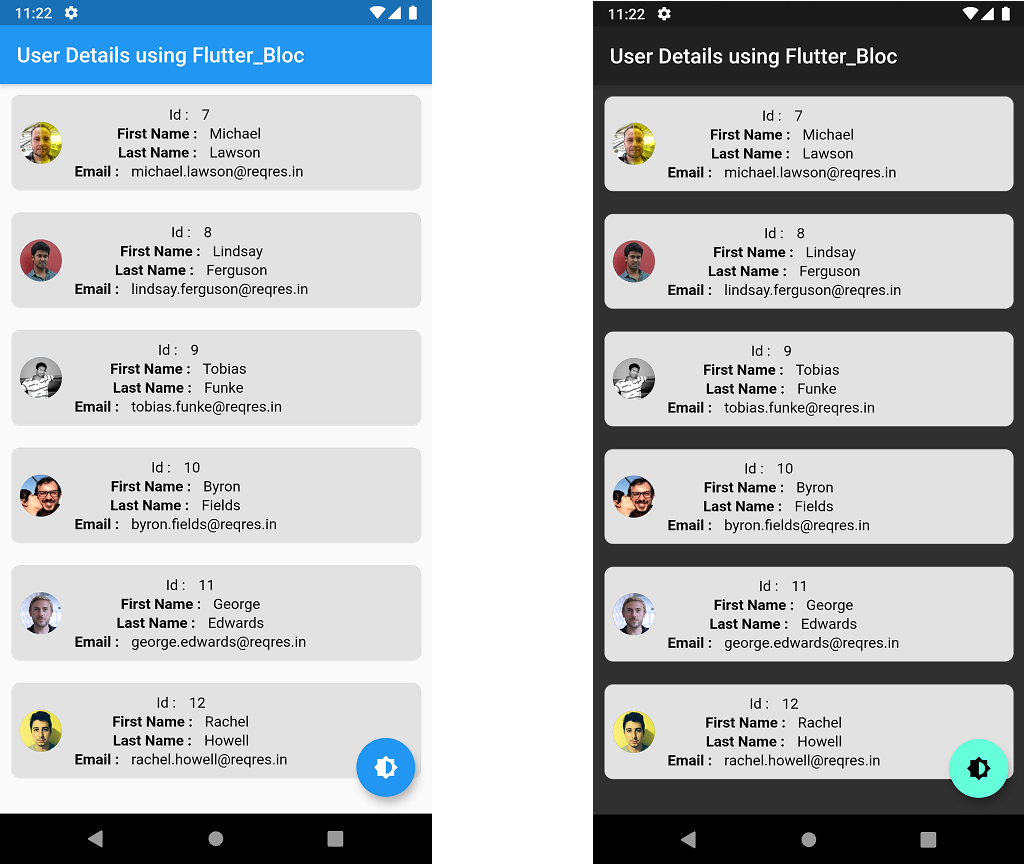 11:22
User Details using Flutter_Bloc
Id : 7
First Name : Michael
Last Name : Lawson
Email : michael.lawson@reqres.in
Id : 8
First Name : Lindsay
Last Name : Ferguson
Email : lindsay.ferguson@reqres.in
Id : 9
First Name : Tobias
Last Name : Funke
Email : tobias.funke@reqres.in
Id : 10
First Name : Byron
Last Name : Fields
Email : byron.fields@reqres.in
Id : 11
First Name : George
Last Name : Edwards
Email : george.edwards@reqres.in
Id : 12
First Name : Rachel
Last Name : Howell
Email : rachel.howell@reqres.in
11:22
User Details using Flutter_Bloc
Id : 7
First Name : Michael
Last Name : Lawson
Email : michael.lawson@reqres.in
Id : 8
First Name : Lindsay
Last Name : Ferguson
Email : lindsay.ferguson@reqres.in
Id : 9
First Name : Tobias
Last Name : Funke
Email : tobias.funke@reqres.in
Id : 10
First Name : Byron
Last Name : Fields
Email : byron.fields@reqres.in
Id : 11
First Name : George
Last Name : Edwards
Email : george.edwards@reqres.in
Id : 12
First Name : Rachel
Last Name : Howell
Email : rachel.howell@reqres.in